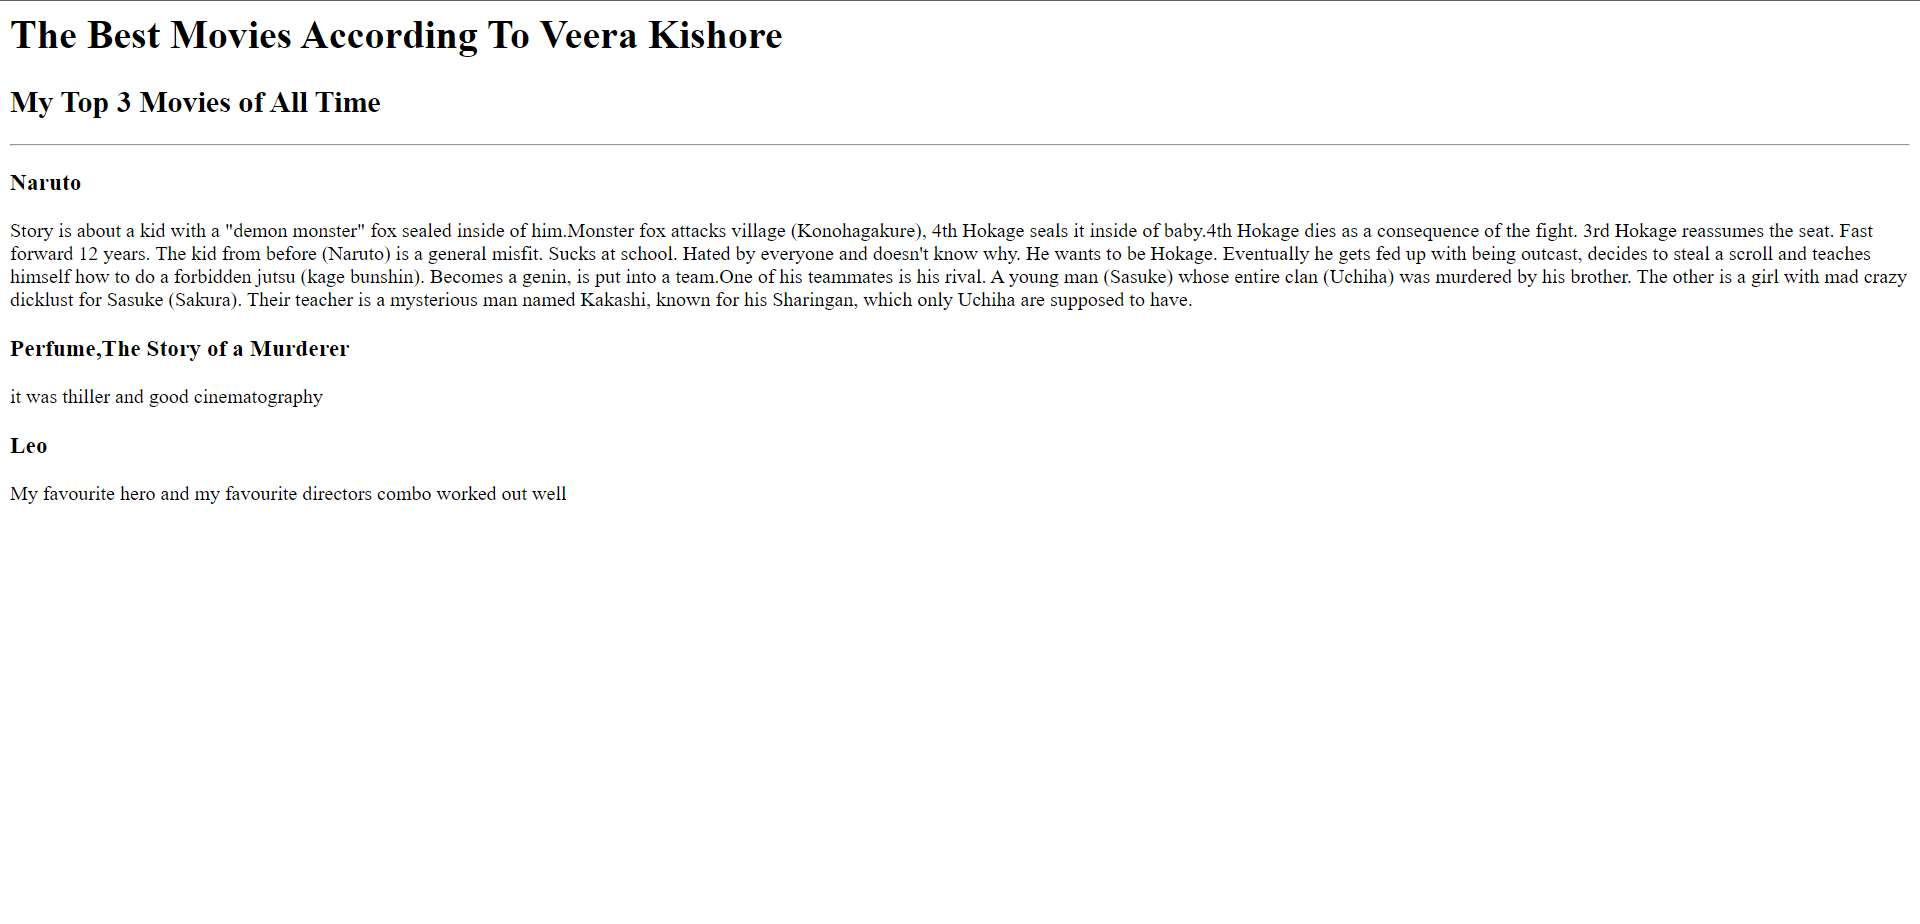 The Best Movies According To Veera Kishore
My Top 3 Movies of All Time
Naruto
Story is about a kid with a "demon monster" fox sealed inside of him.Monster fox attacks village (Konohagakure), 4th Hokage seals it inside of baby.4th Hokage dies as a consequence of the fight. 3rd Hokage reassumes the seat. Fast
forward 12 years. The kid from before (Naruto) is a general misfit. Sucks at school. Hated by everyone and doesn't know why. He wants to be Hokage. Eventually he gets fed up with being outcast, decides to steal a scroll and teaches
himself how to do a forbidden jutsu (kage bunshin). Becomes a genin, is put into a team.One of his teammates is his rival. A young man (Sasuke) whose entire clan (Uchiha) was murdered by his brother. The other is a girl with mad crazy
dicklust for Sasuke (Sakura). Their teacher is a mysterious man named Kakashi, known for his Sharingan, which only Uchiha are supposed to have.
Perfume,The Story of a Murderer
it was thiller and good cinematography
Leo
My favourite hero and my favourite directors combo worked out well